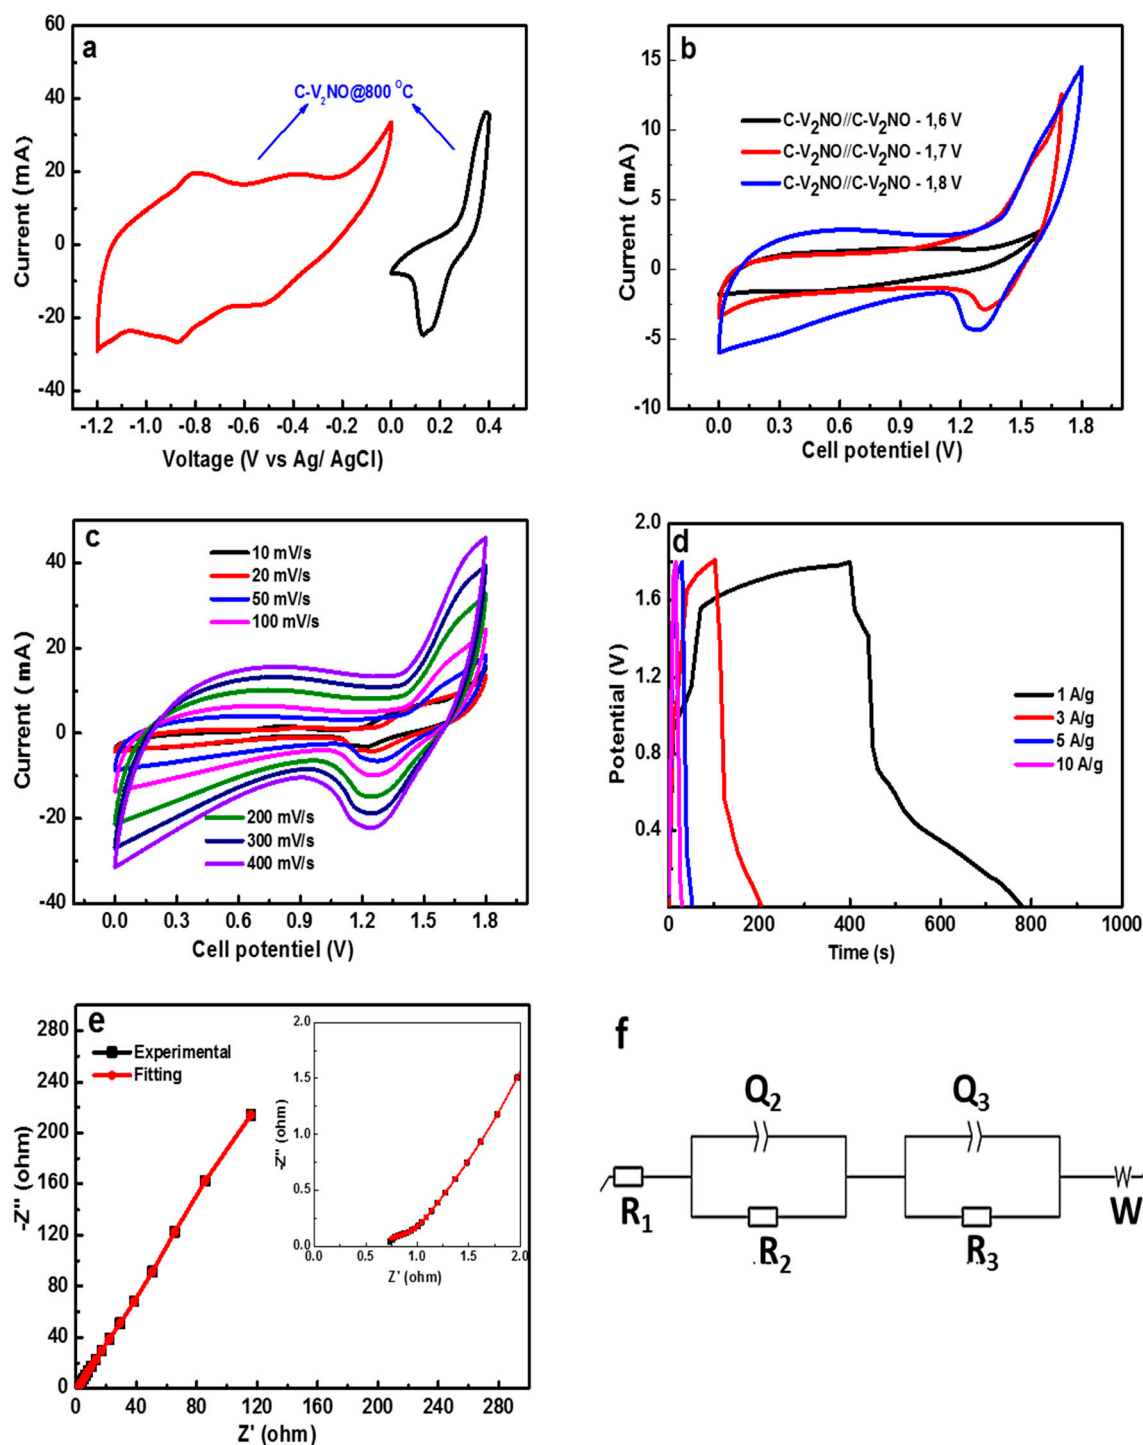 a
C-V₂NO@800 °C
Current (mA)
60
40
20
0
-20
-40
-1.2 -1.0 -0.8 -0.6 -0.4 -0.2 0.0 0.2 0.4
Voltage (V vs Ag/ AgCl)
b
C-V₂NO//C-V₂NO - 1,6 V
C-V₂NO//C-V₂NO - 1,7 V
C-V₂NO//C-V₂NO - 1,8 V
Current ( mA)
15
10
5
0
-5
-10
0.0 0.3 0.6 0.9 1.2 1.5 1.8
Cell potentiel (V)
c
10 mV/s
20 mV/s
50 mV/s
100 mV/s
200 mV/s
300 mV/s
400 mV/s
Current ( mA)
40
20
0
-20
-40
0.0 0.3 0.6 0.9 1.2 1.5 1.8
Cell potentiel (V)
d
1 A/g
3 A/g
5 A/g
10 A/g
Potential (V)
2.0
1.6
1.2
0.8
0.4
0 200 400 600 800 1000
Time (s)
e
Experimental
Fitting
-Z'' (ohm)
280
240
200
160
120
80
40
0
0 40 80 120 160 200 240 280
Z' (ohm)
-Z'' (ohm)
2.0
1.5
1.0
0.5
0.0
0.0 0.5 1.0 1.5 2.0
Z' (ohm)
f
Q₂ Q₃
R₁ W
R₂ R₃